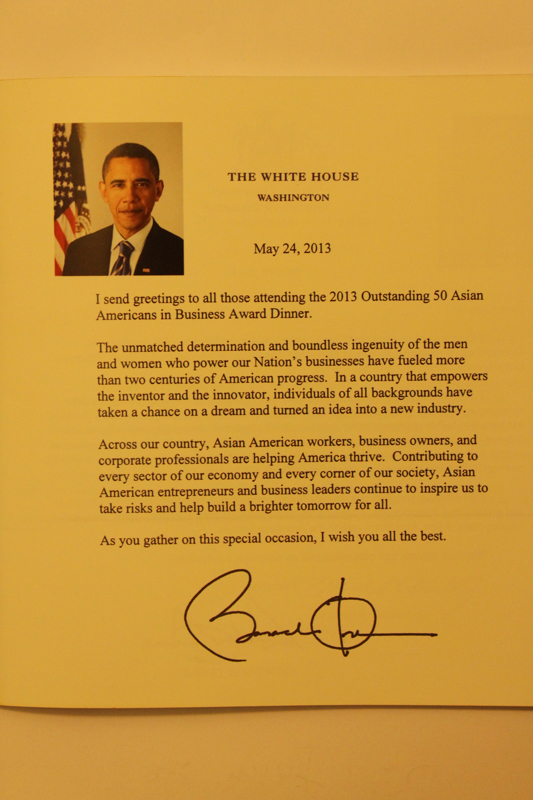 THE WHITE HOUSE
WASHINGTON
May 24, 2013
I send greetings to all those attending the 2013 Outstanding 50 Asian
Americans in Business Award Dinner.
The unmatched determination and boundless ingenuity of the men
and women who power our Nation's businesses have fueled more
than two centuries of American progress.  In a country that empowers
the inventor and the innovator, individuals of all backgrounds have
taken a chance on a dream and turned an idea into a new industry.
Across our country, Asian American workers, business owners, and
corporate professionals are helping America thrive.  Contributing to
every sector of our economy and every corner of our society, Asian
American entrepreneurs and business leaders continue to inspire us to
take risks and help build a brighter tomorrow for all.
As you gather on this special occasion, I wish you all the best.